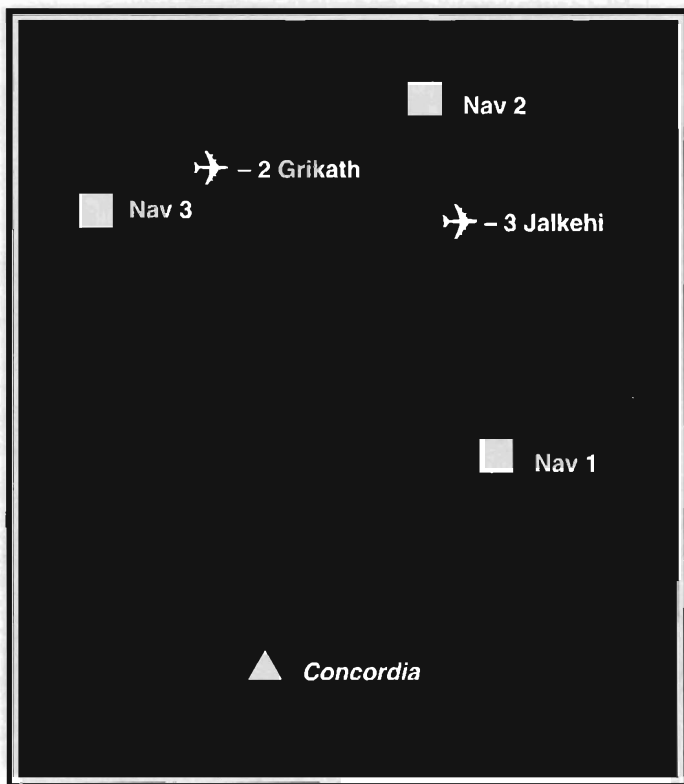 Nav 2
– 2 Grikath
Nav 3
– 3 Jalkehi
Nav 1
Concordia